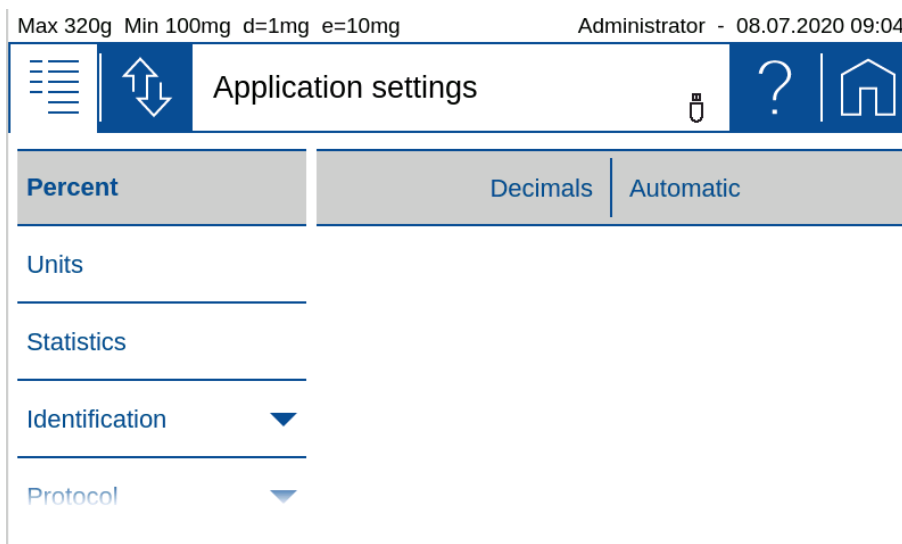 Max 320g Min 100mg d=1mg e=10mg Administrator - 08.07.2020 09:04
Application settings
?
Percent
Decimals Automatic
Units
Statistics
Identification
Protocol